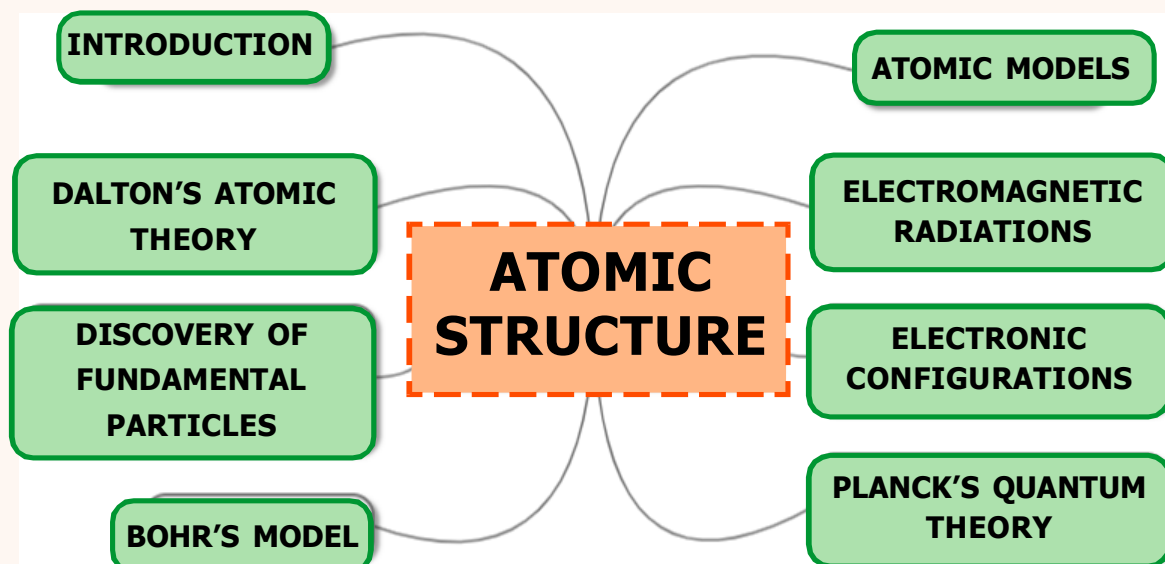 INTRODUCTION
ATOMIC MODELS
DALTON’S ATOMIC
THEORY
ELECTROMAGNETIC
RADIATIONS
ATOMIC
STRUCTURE
DISCOVERY OF
FUNDAMENTAL
PARTICLES
ELECTRONIC
CONFIGURATIONS
BOHR’S MODEL
PLANCK’S QUANTUM
THEORY